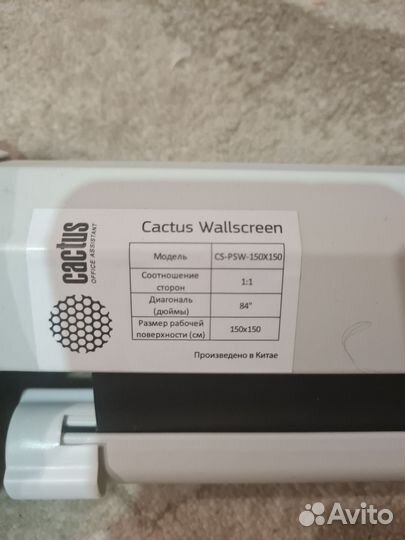 cactus
OFFICE ASSISTANT
Cactus Wallscreen
Модель CS-PSW-150X150
Соотношение сторон 1:1
Диагональ (дюймы) 84"
Размер рабочей поверхности (см) 150x150
Произведено в Китае
Avito